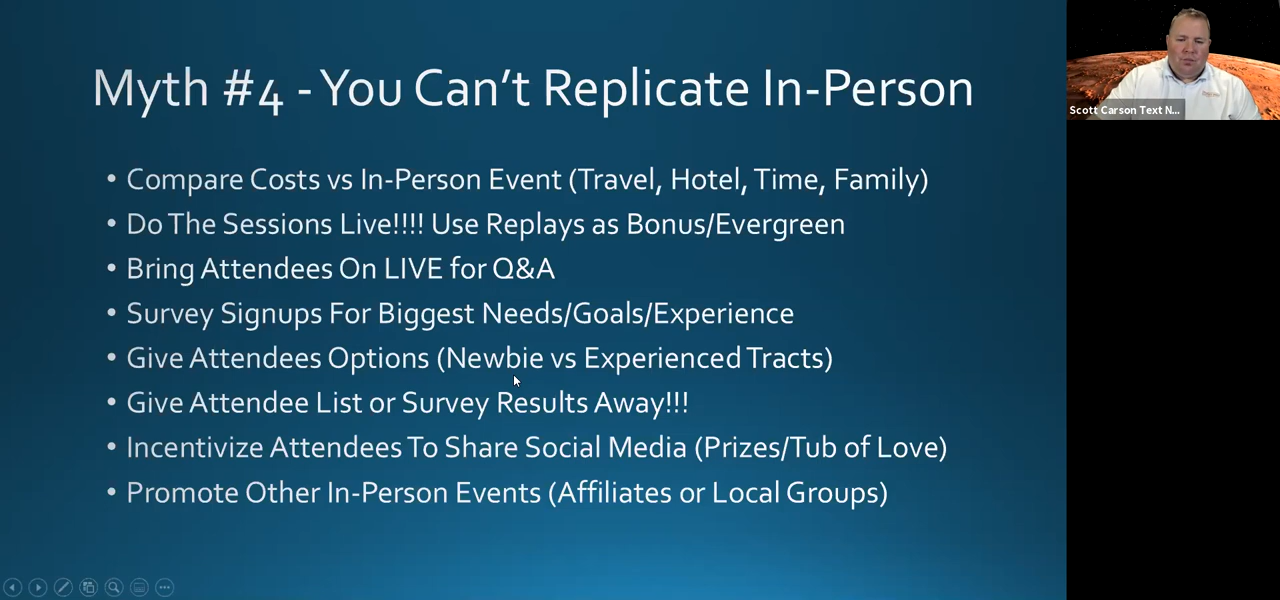 Myth #4 - You Can't Replicate In-Person
• Compare Costs vs In-Person Event (Travel, Hotel, Time, Family)
• Do The Sessions Live!!!! Use Replays as Bonus/Evergreen
• Bring Attendees On LIVE for Q&A
• Survey Signups For Biggest Needs/Goals/Experience
• Give Attendees Options (Newbie vs Experienced Tracts)
• Give Attendee List or Survey Results Away!!!
• Incentivize Attendees To Share Social Media (Prizes/Tub of Love)
• Promote Other In-Person Events (Affiliates or Local Groups)
Scott Carson Text N...